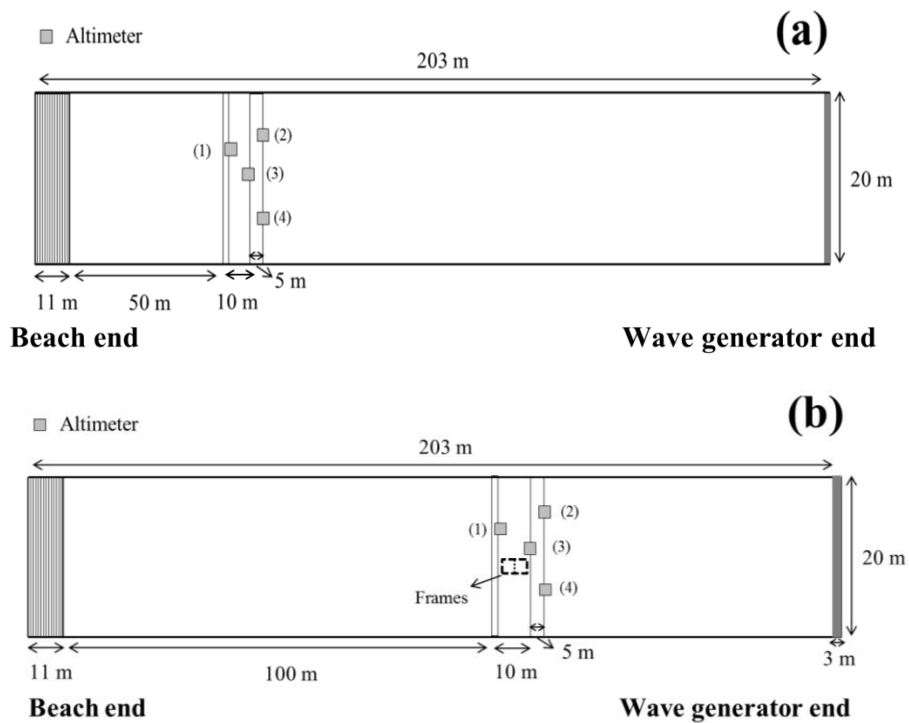 (a)
Altimeter
203 m
(1)
(2)
(3)
(4)
20 m
5 m
11 m
50 m
10 m
Beach end
Wave generator end
(b)
Altimeter
203 m
(1)
(2)
(3)
(4)
Frames
20 m
5 m
3 m
11 m
100 m
10 m
Beach end
Wave generator end